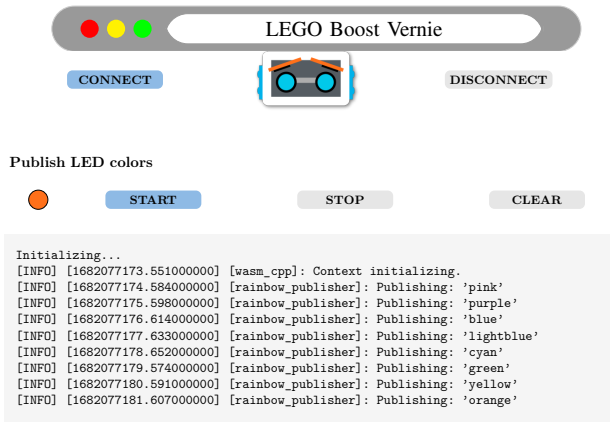 LEGO Boost Vernie
CONNECT
DISCONNECT
Publish LED colors
START
STOP
CLEAR
Initializing...
[INFO] [1682077173.551000000] [wasm_cpp]: Context initializing.
[INFO] [1682077174.584000000] [rainbow_publisher]: Publishing: ’pink’
[INFO] [1682077175.598000000] [rainbow_publisher]: Publishing: ’purple’
[INFO] [1682077176.614000000] [rainbow_publisher]: Publishing: ’blue’
[INFO] [1682077177.633000000] [rainbow_publisher]: Publishing: ’lightblue’
[INFO] [1682077178.652000000] [rainbow_publisher]: Publishing: ’cyan’
[INFO] [1682077179.574000000] [rainbow_publisher]: Publishing: ’green’
[INFO] [1682077180.591000000] [rainbow_publisher]: Publishing: ’yellow’
[INFO] [1682077181.607000000] [rainbow_publisher]: Publishing: ’orange’